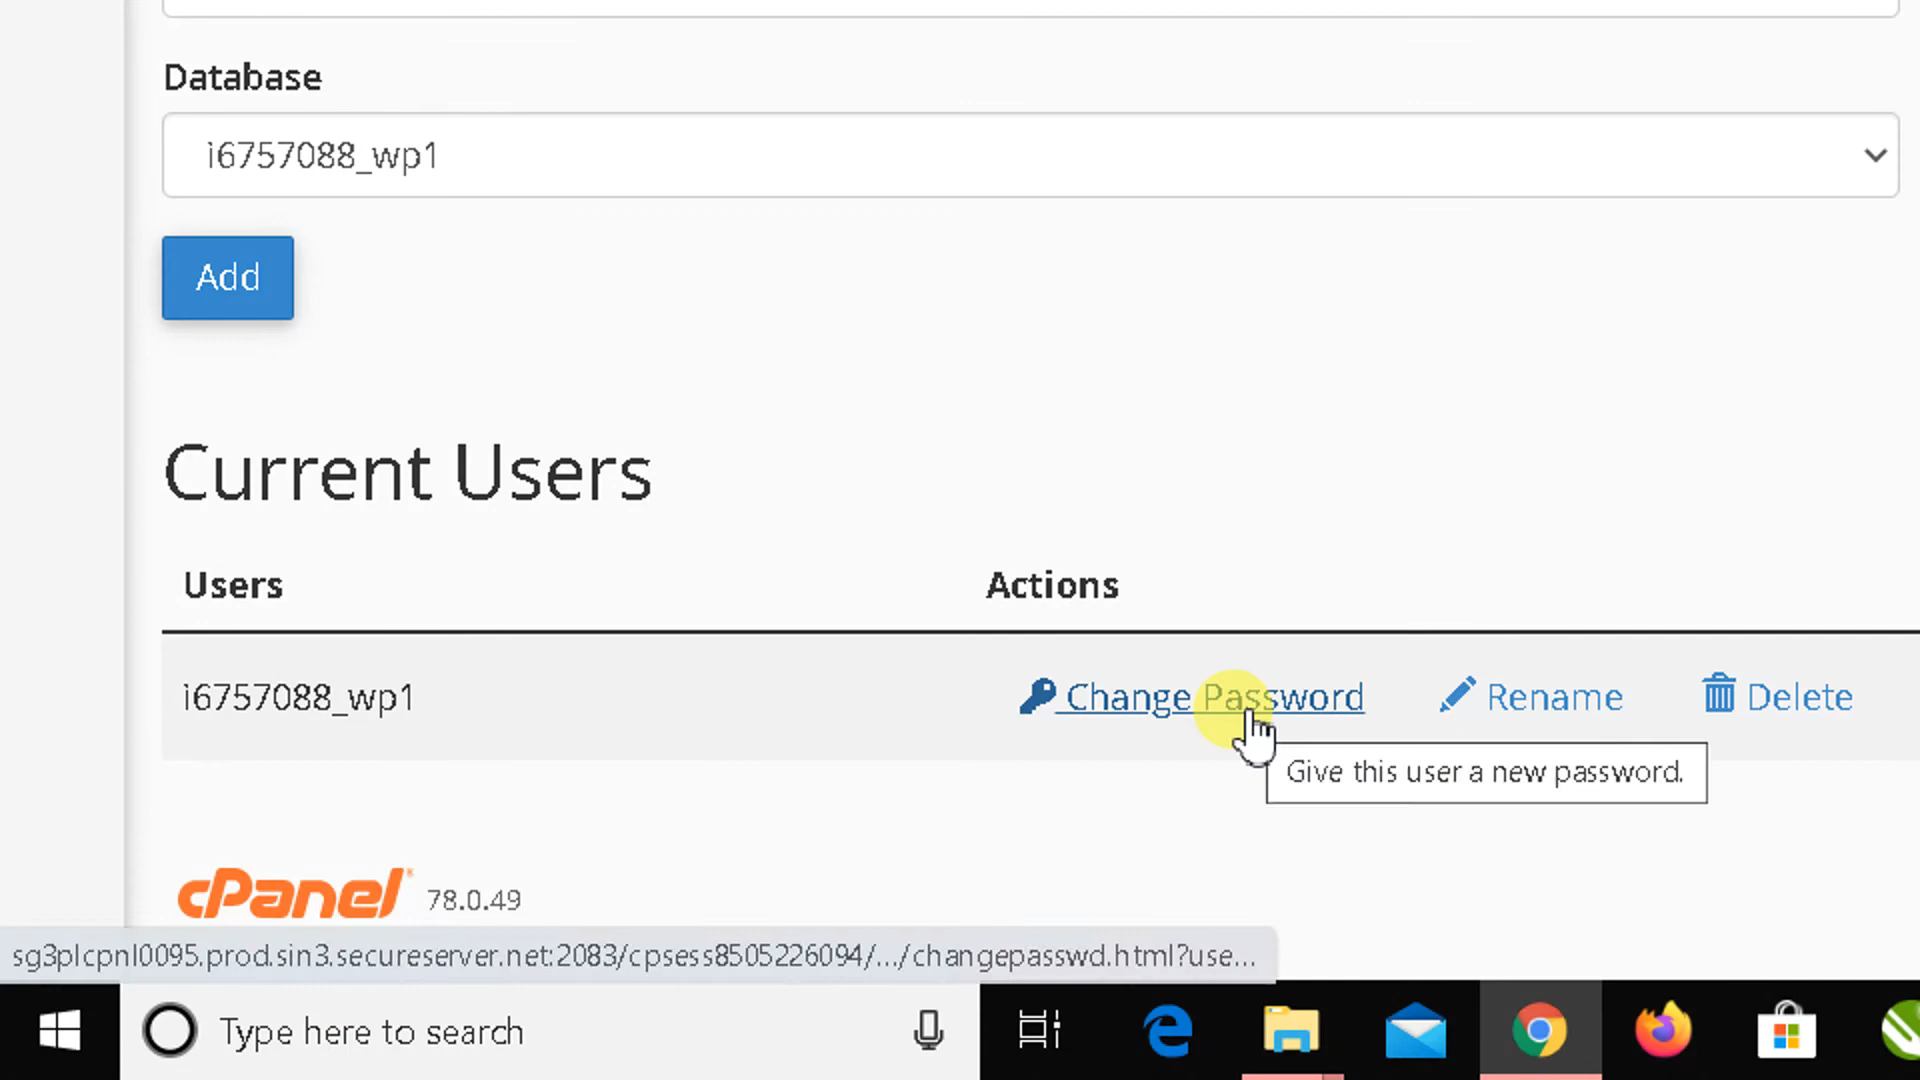 Database
i6757088_wp1
Add
Current Users
Users Actions
i6757088_wp1 Change Password Rename Delete
Give this user a new password.
cPanel 78.0.49
sg3plcpnl0095.prod.sin3.secureserver.net:2083/cpsess8505226094/.../changepasswd.html?use...
Type here to search